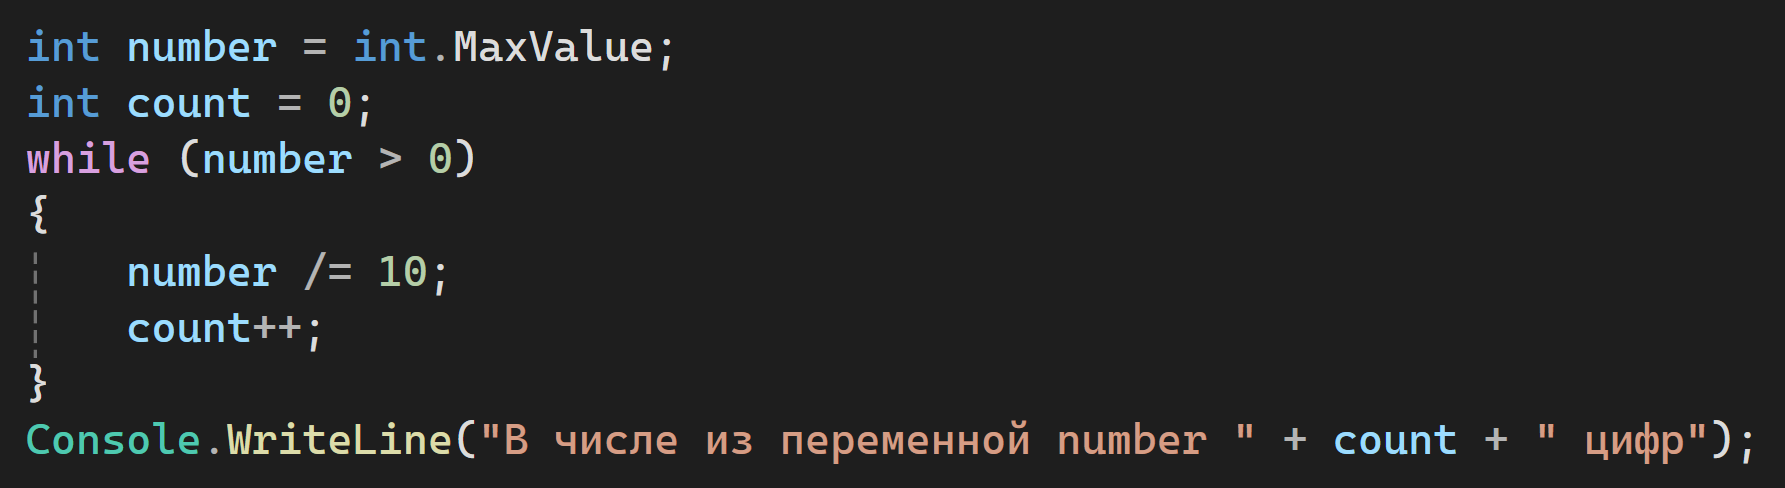 int number = int.MaxValue;
int count = 0;
while (number > 0)
{
    number /= 10;
    count++;
}
Console.WriteLine("В числе из переменной number " + count + " цифр");